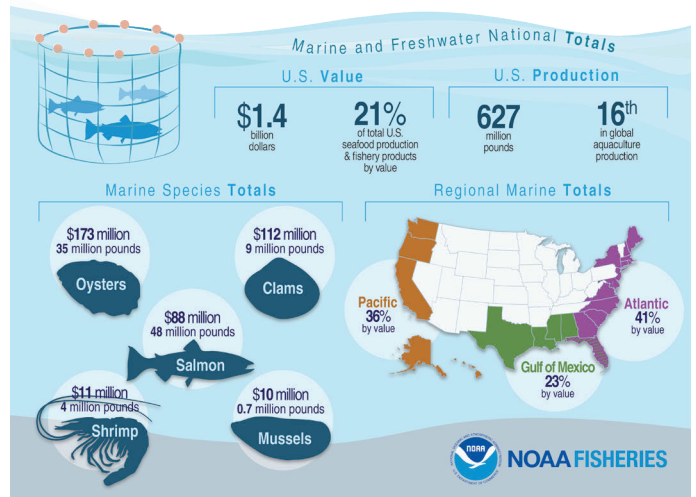 Marine and Freshwater National Totals
U.S. Value
$1.4
billion
dollars
21%
of total U.S.
seafood production
& fishery products
by value
U.S. Production
627
million
pounds
16th
in global
aquaculture
production
Marine Species Totals
$173 million
35 million pounds
Oysters
$112 million
9 million pounds
Clams
$88 million
48 million pounds
Salmon
$11 million
4 million pounds
Shrimp
$10 million
0.7 million pounds
Mussels
Regional Marine Totals
Pacific
36%
by value
Atlantic
41%
by value
Gulf of Mexico
23%
by value
NOAA
NOAA FISHERIES